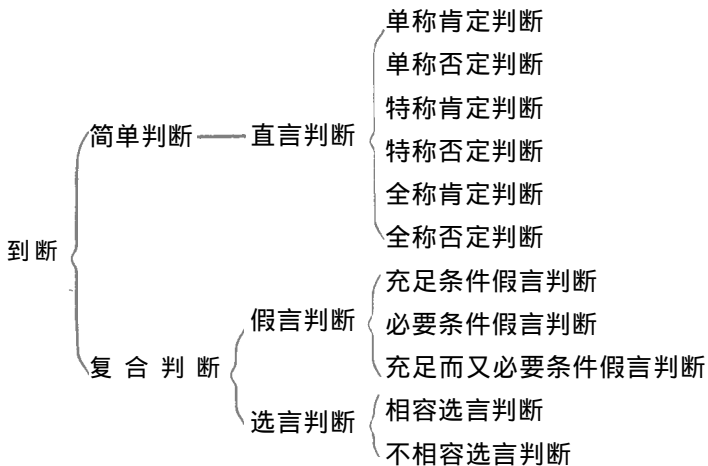 单称肯定判断
单称否定判断
特称肯定判断
简单判断 直言判断
特称否定判断
全称肯定判断
全称否定判断
到断
充足条件假言判断
假言判断
必要条件假言判断
复合判断
充足而又必要条件假言判断
相容选言判断
选言判断
不相容选言判断